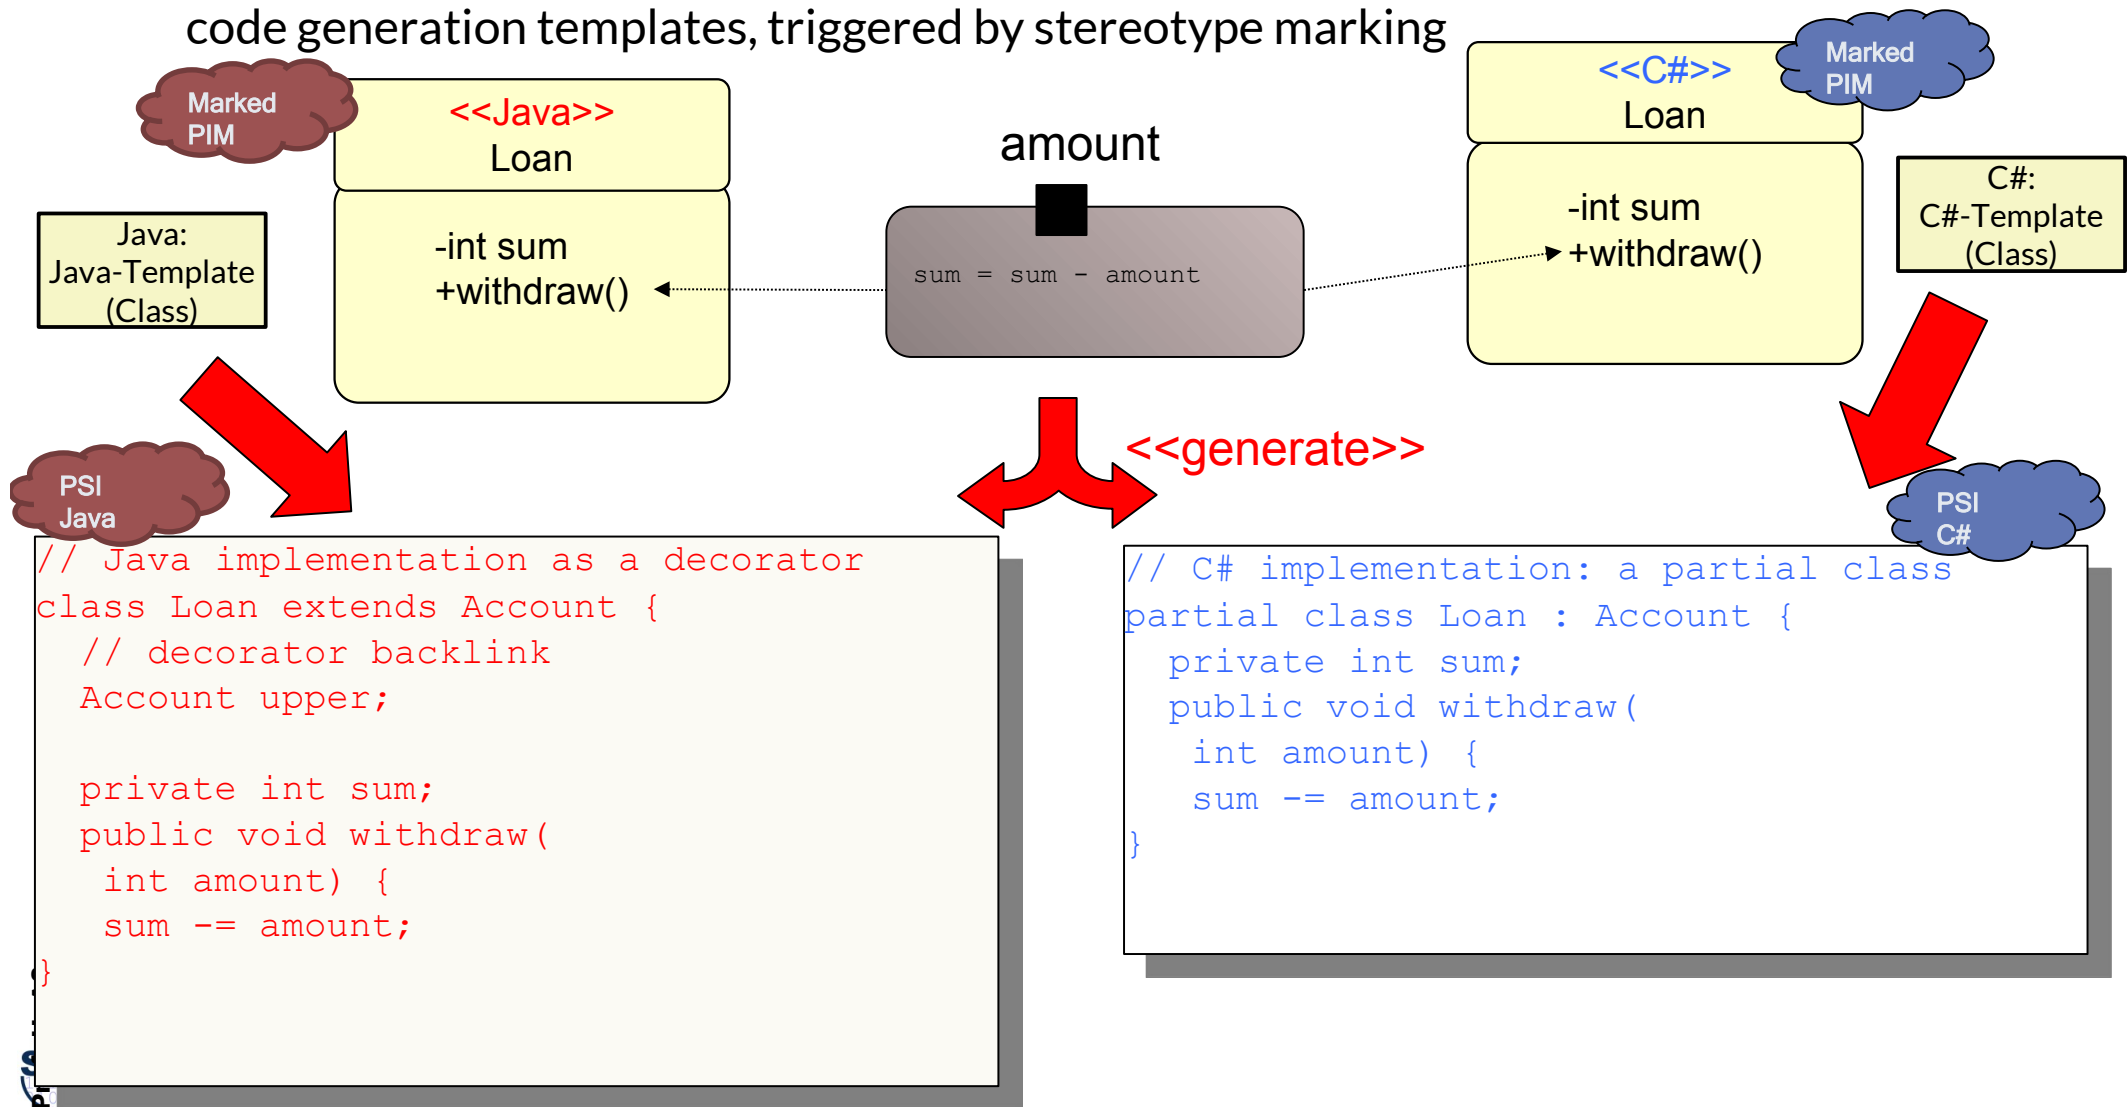 code generation templates, triggered by stereotype marking
Marked
PIM
<<Java>>
Loan
-int sum
+withdraw()
Java:
Java-Template
(Class)
amount
sum = sum - amount
<<C#>>
Loan
-int sum
+withdraw()
Marked
PIM
C#:
C#-Template
(Class)
<<generate>>
PSI
Java
// Java implementation as a decorator
class Loan extends Account {
// decorator backlink
Account upper;
private int sum;
public void withdraw(
int amount) {
sum -= amount;
}
PSI
C#
// C# implementation: a partial class
partial class Loan : Account {
private int sum;
public void withdraw(
int amount) {
sum -= amount;
}